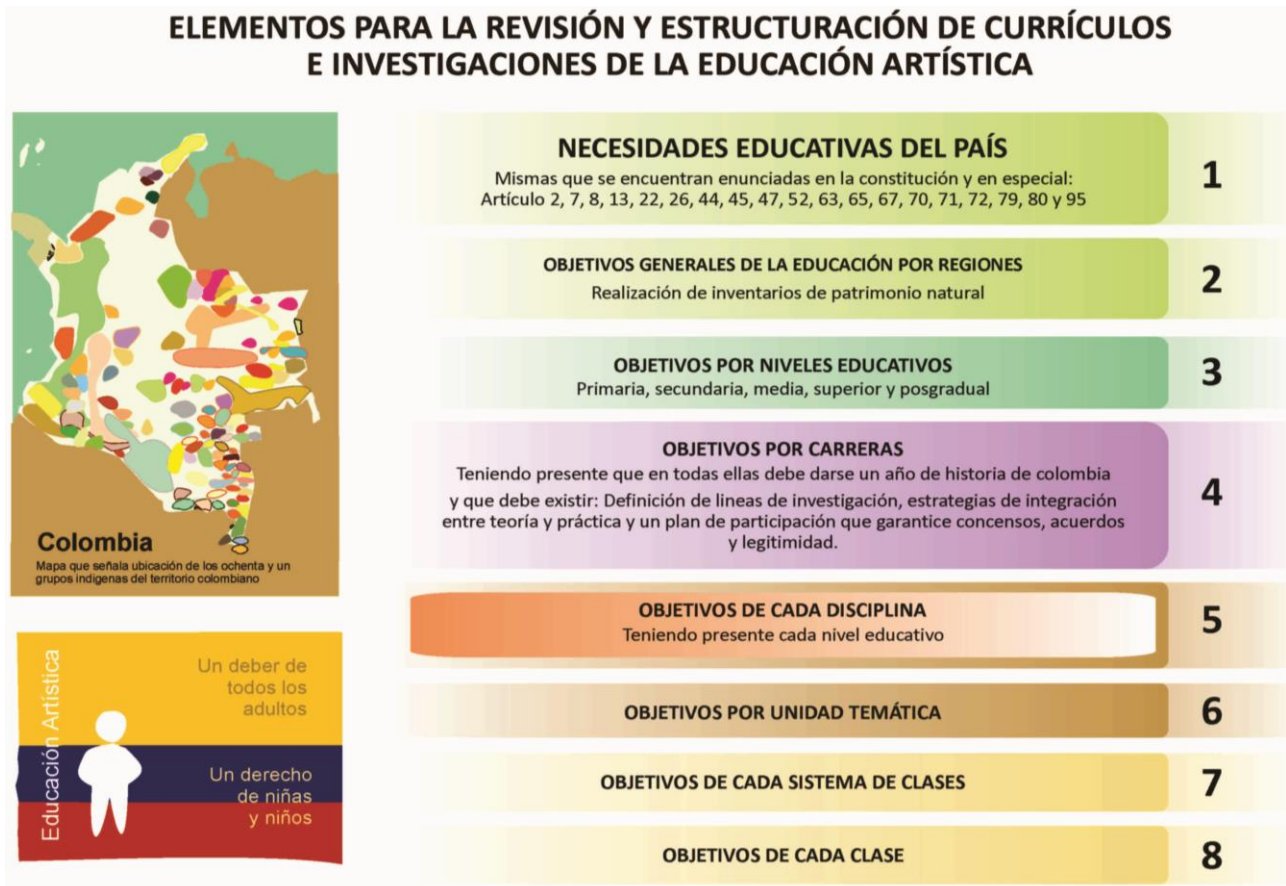 ELEMENTOS PARA LA REVISIÓN Y ESTRUCTURACIÓN DE CURRÍCULOS
E INVESTIGACIONES DE LA EDUCACIÓN ARTÍSTICA
NECESIDADES EDUCATIVAS DEL PAÍS
Mismas que se encuentran enunciadas en la constitución y en especial:
Artículo 2, 7, 8, 13, 22, 26, 44, 45, 47, 52, 63, 65, 67, 70, 71, 72, 79, 80 y 95
1
OBJETIVOS GENERALES DE LA EDUCACIÓN POR REGIONES
Realización de inventarios de patrimonio natural
2
OBJETIVOS POR NIVELES EDUCATIVOS
Primaria, secundaria, media, superior y posgradual
3
OBJETIVOS POR CARRERAS
Teniendo presente que en todas ellas debe darse un año de historia de colombia
y que debe existir: Definición de lineas de investigación, estrategias de integración
entre teoría y práctica y un plan de participación que garantice concensos, acuerdos
y legitimidad.
4
OBJETIVOS DE CADA DISCIPLINA
Teniendo presente cada nivel educativo
5
OBJETIVOS POR UNIDAD TEMÁTICA
6
OBJETIVOS DE CADA SISTEMA DE CLASES
7
OBJETIVOS DE CADA CLASE
8
Colombia
Mapa que señala ubicación de los ochenta y un
grupos indigenas del territorio colombiano
Educación Artística
Un deber de
todos los
adultos
Un derecho
de niñas
y niños